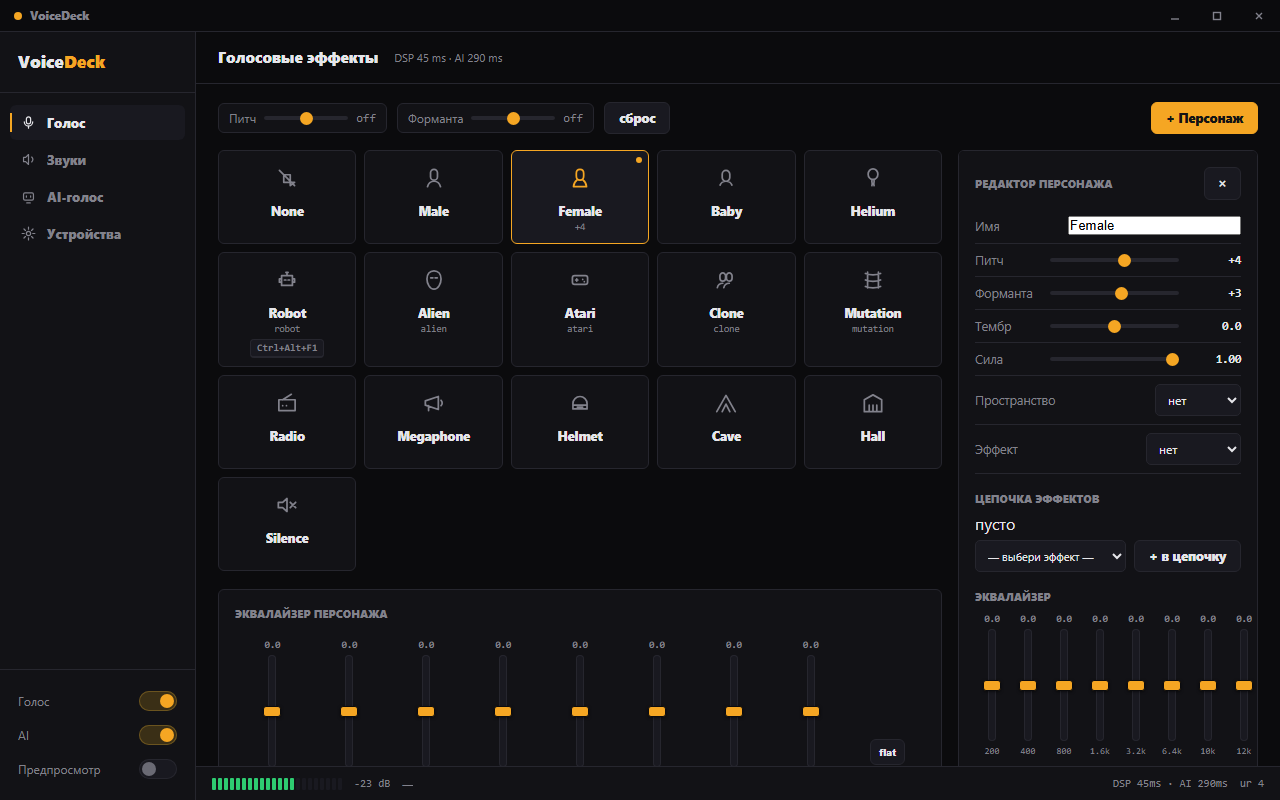 VoiceDeck
VoiceDeck
Голосовые эффекты DSP 45 ms · AI 290 ms
Голос
Звуки
AI-голос
Устройства
Питч off Форманта off сброс + Персонаж
None
Male
Female
+4
Baby
Helium
Robot
robot
Ctrl+Alt+F1
Alien
alien
Atari
atari
Clone
clone
Mutation
mutation
Radio
Megaphone
Helmet
Cave
Hall
Silence
ЭКВАЛАЙЗЕР ПЕРСОНАЖА
0.0 0.0 0.0 0.0 0.0 0.0 0.0 0.0
flat
РЕДАКТОР ПЕРСОНАЖА ×
Имя Female
Питч +4
Форманта +3
Тембр 0.0
Сила 1.00
Пространство нет
Эффект нет
ЦЕПОЧКА ЭФФЕКТОВ
пусто
— выбери эффект — + в цепочку
ЭКВАЛАЙЗЕР
0.0 0.0 0.0 0.0 0.0 0.0 0.0 0.0
200 400 800 1.6k 3.2k 6.4k 10k 12k
Голос
AI
Предпросмотр
-23 dB —
DSP 45ms · AI 290ms ur 4